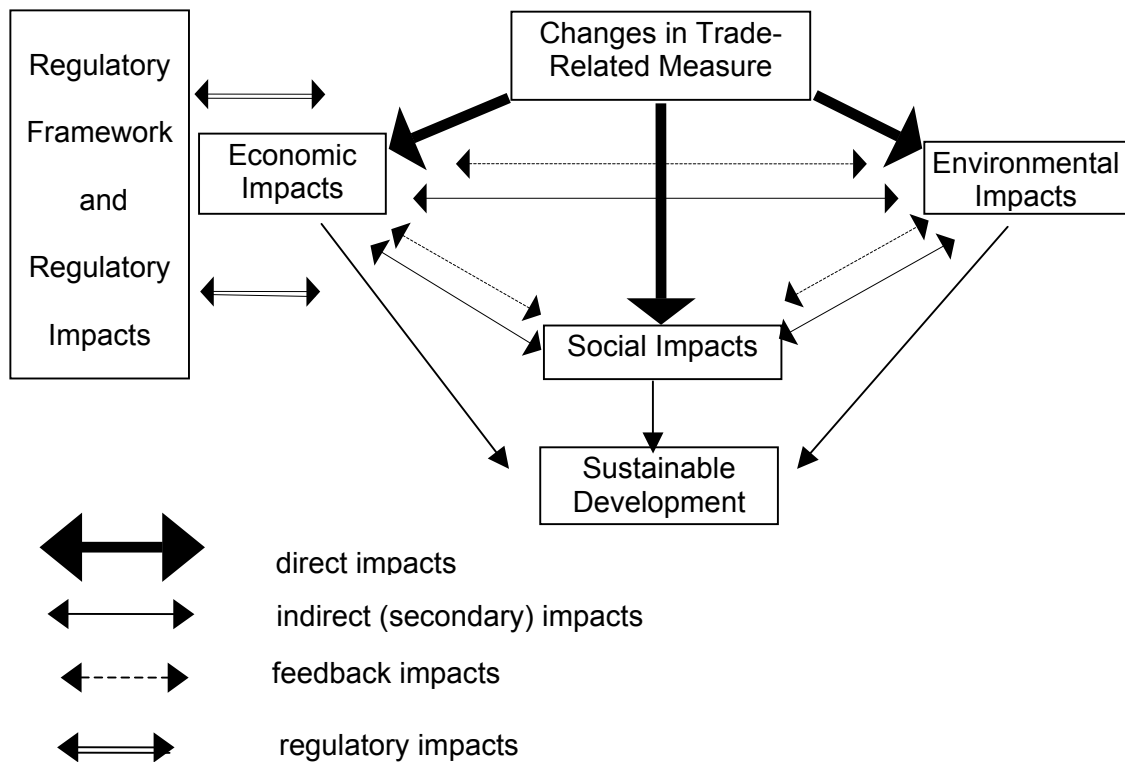 Regulatory
Framework
and
Regulatory
Impacts
Changes in Trade-
Related Measure
Economic
Impacts
Environmental
Impacts
Social Impacts
Sustainable
Development
direct impacts
indirect (secondary) impacts
feedback impacts
regulatory impacts